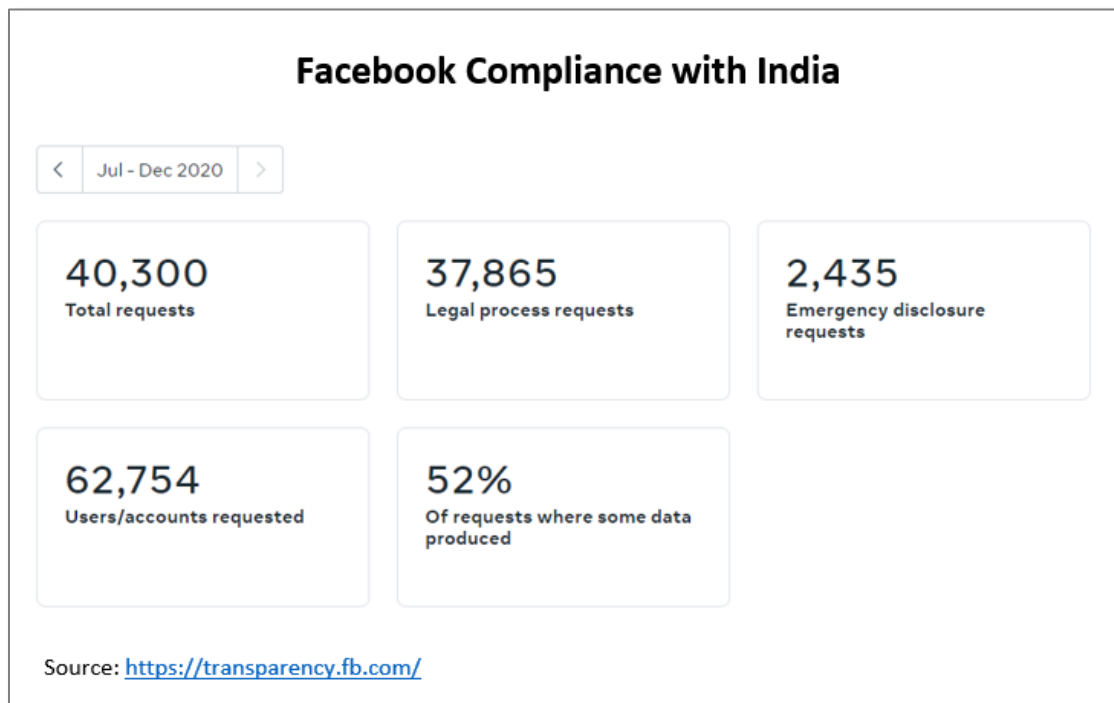 Facebook Compliance with India
Jul - Dec 2020
40,300
Total requests
37,865
Legal process requests
2,435
Emergency disclosure
requests
62,754
Users/accounts requested
52%
Of requests where some data
produced
Source: https://transparency.fb.com/